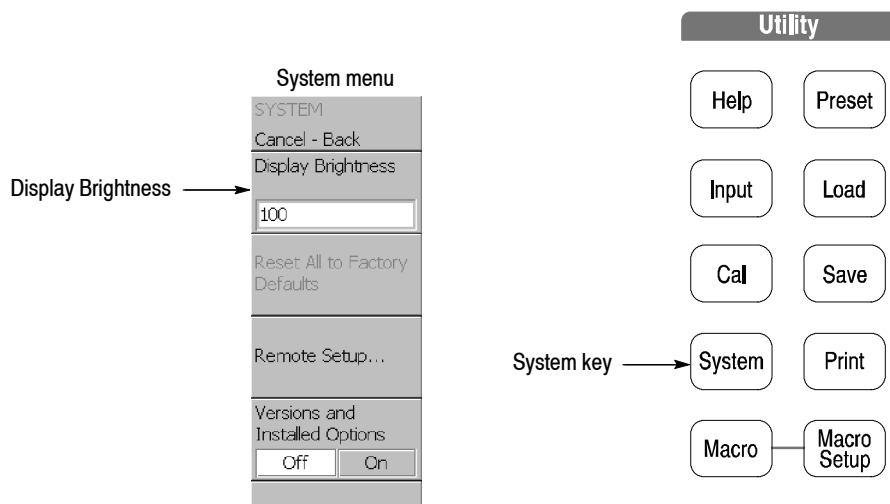 System menu
SYSTEM
Cancel - Back
Display Brightness
Display Brightness
100
Reset All to Factory
Defaults
Remote Setup...
Versions and
Installed Options
Off On
Utility
Help Preset
Input Load
Cal Save
System key
System Print
Macro Macro
Setup